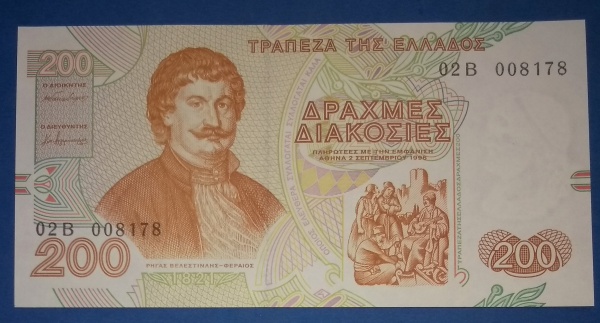 200
ΤΡΑΠΕΖΑ ΤΗΣ ΕΛΛΑΔΟΣ
02Β 008178
Ο ΔΙΟΙΚΗΤΗΣ
ΔΡΑΧΜΕΣ
ΔΙΑΚΟΣΙΕΣ
ΠΛΗΡΩΤΕΕΣ ΜΕ ΤΗΝ ΕΜΦΑΝΙΣΗ
ΑΘΗΝΑ 2 ΣΕΠΤΕΜΒΡΙΟΥ 1996
Ο ΔΙΕΥΘΥΝΤΗΣ
02Β 008178
200
ΡΗΓΑΣ ΒΕΛΕΣΤΙΝΛΗΣ-ΦΕΡΑΙΟΣ
1821
200